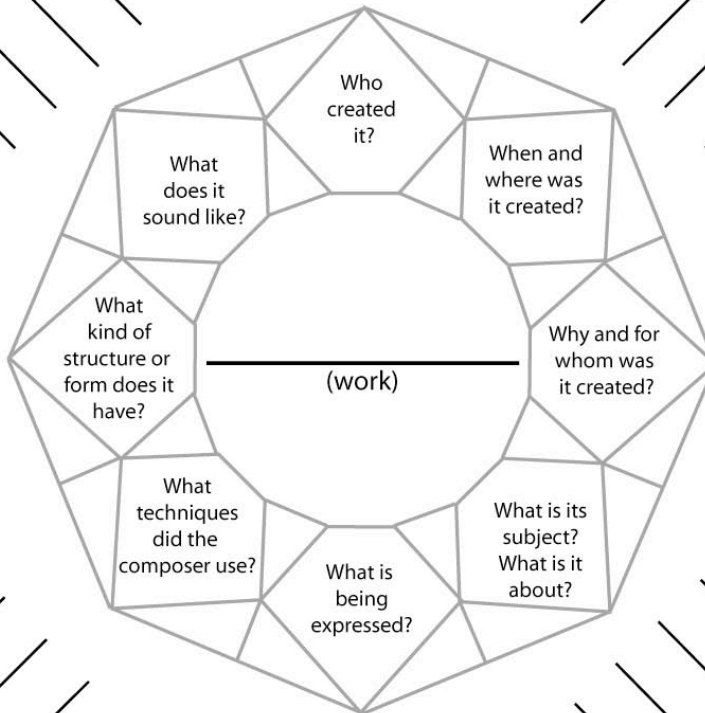 Who
created
it?
When and
where was
it created?
Why and for
whom was
it created?
What is its
subject?
What is it
about?
What is
being
expressed?
What
techniques
did the
composer use?
What
kind of
structure or
form does it
have?
What
does it
sound like?
(work)